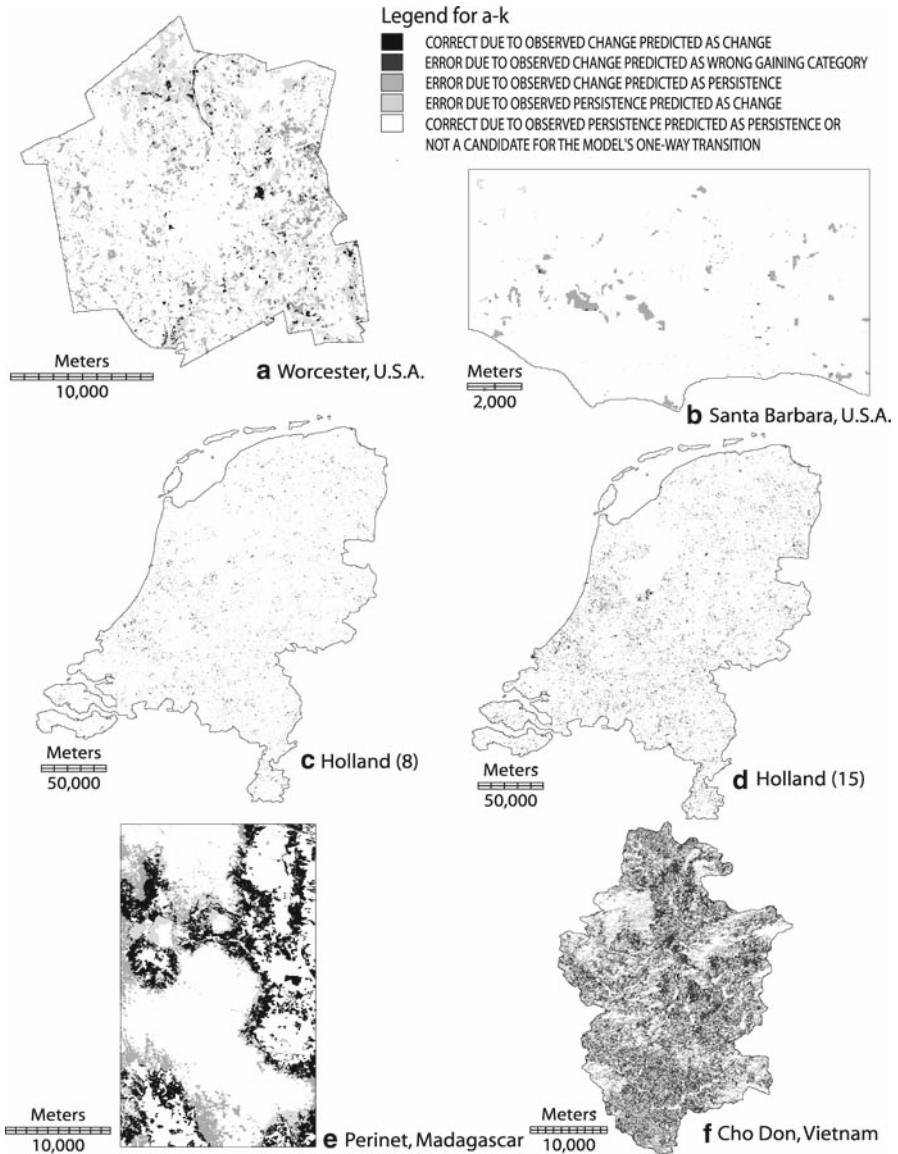 Legend for a-k
CORRECT DUE TO OBSERVED CHANGE PREDICTED AS CHANGE
ERROR DUE TO OBSERVED CHANGE PREDICTED AS WRONG GAINING CATEGORY
ERROR DUE TO OBSERVED CHANGE PREDICTED AS PERSISTENCE
ERROR DUE TO OBSERVED PERSISTENCE PREDICTED AS CHANGE
CORRECT DUE TO OBSERVED PERSISTENCE PREDICTED AS PERSISTENCE OR
NOT A CANDIDATE FOR THE MODEL'S ONE-WAY TRANSITION
Meters
10,000
a Worcester, U.S.A.
Meters
2,000
b Santa Barbara, U.S.A.
Meters
50,000
c Holland (8)
Meters
50,000
d Holland (15)
Meters
10,000
e Perinet, Madagascar
Meters
10,000
f Cho Don, Vietnam